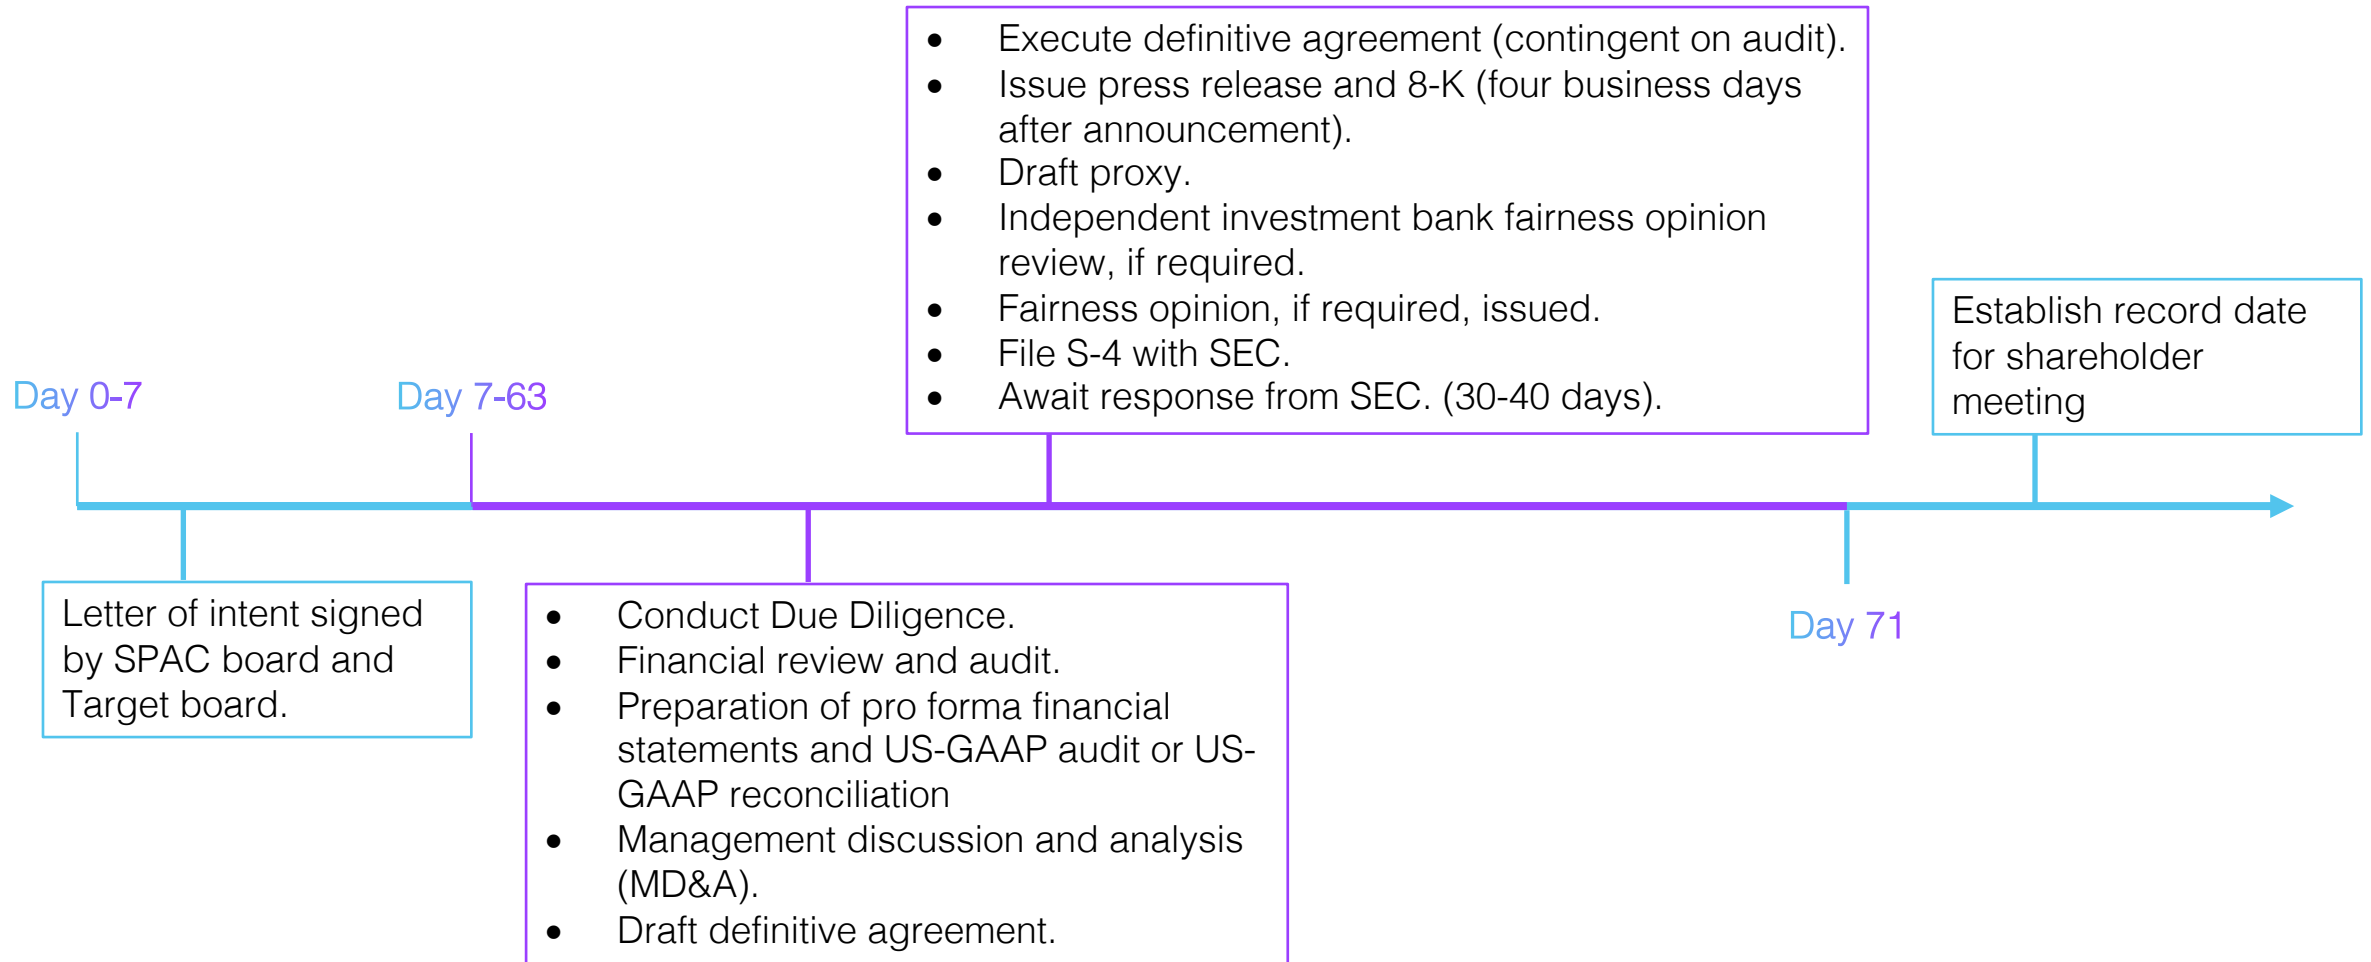 • Execute definitive agreement (contingent on audit).
• Issue press release and 8-K (four business days
after announcement).
• Draft proxy.
• Independent investment bank fairness opinion
review, if required.
• Fairness opinion, if required, issued.
• File S-4 with SEC.
• Await response from SEC. (30-40 days).
Establish record date
for shareholder
meeting
Day 0-7
Day 7-63
Letter of intent signed
by SPAC board and
Target board.
• Conduct Due Diligence.
• Financial review and audit.
• Preparation of pro forma financial
statements and US-GAAP audit or US-
GAAP reconciliation
• Management discussion and analysis
(MD&A).
• Draft definitive agreement.
Day 71